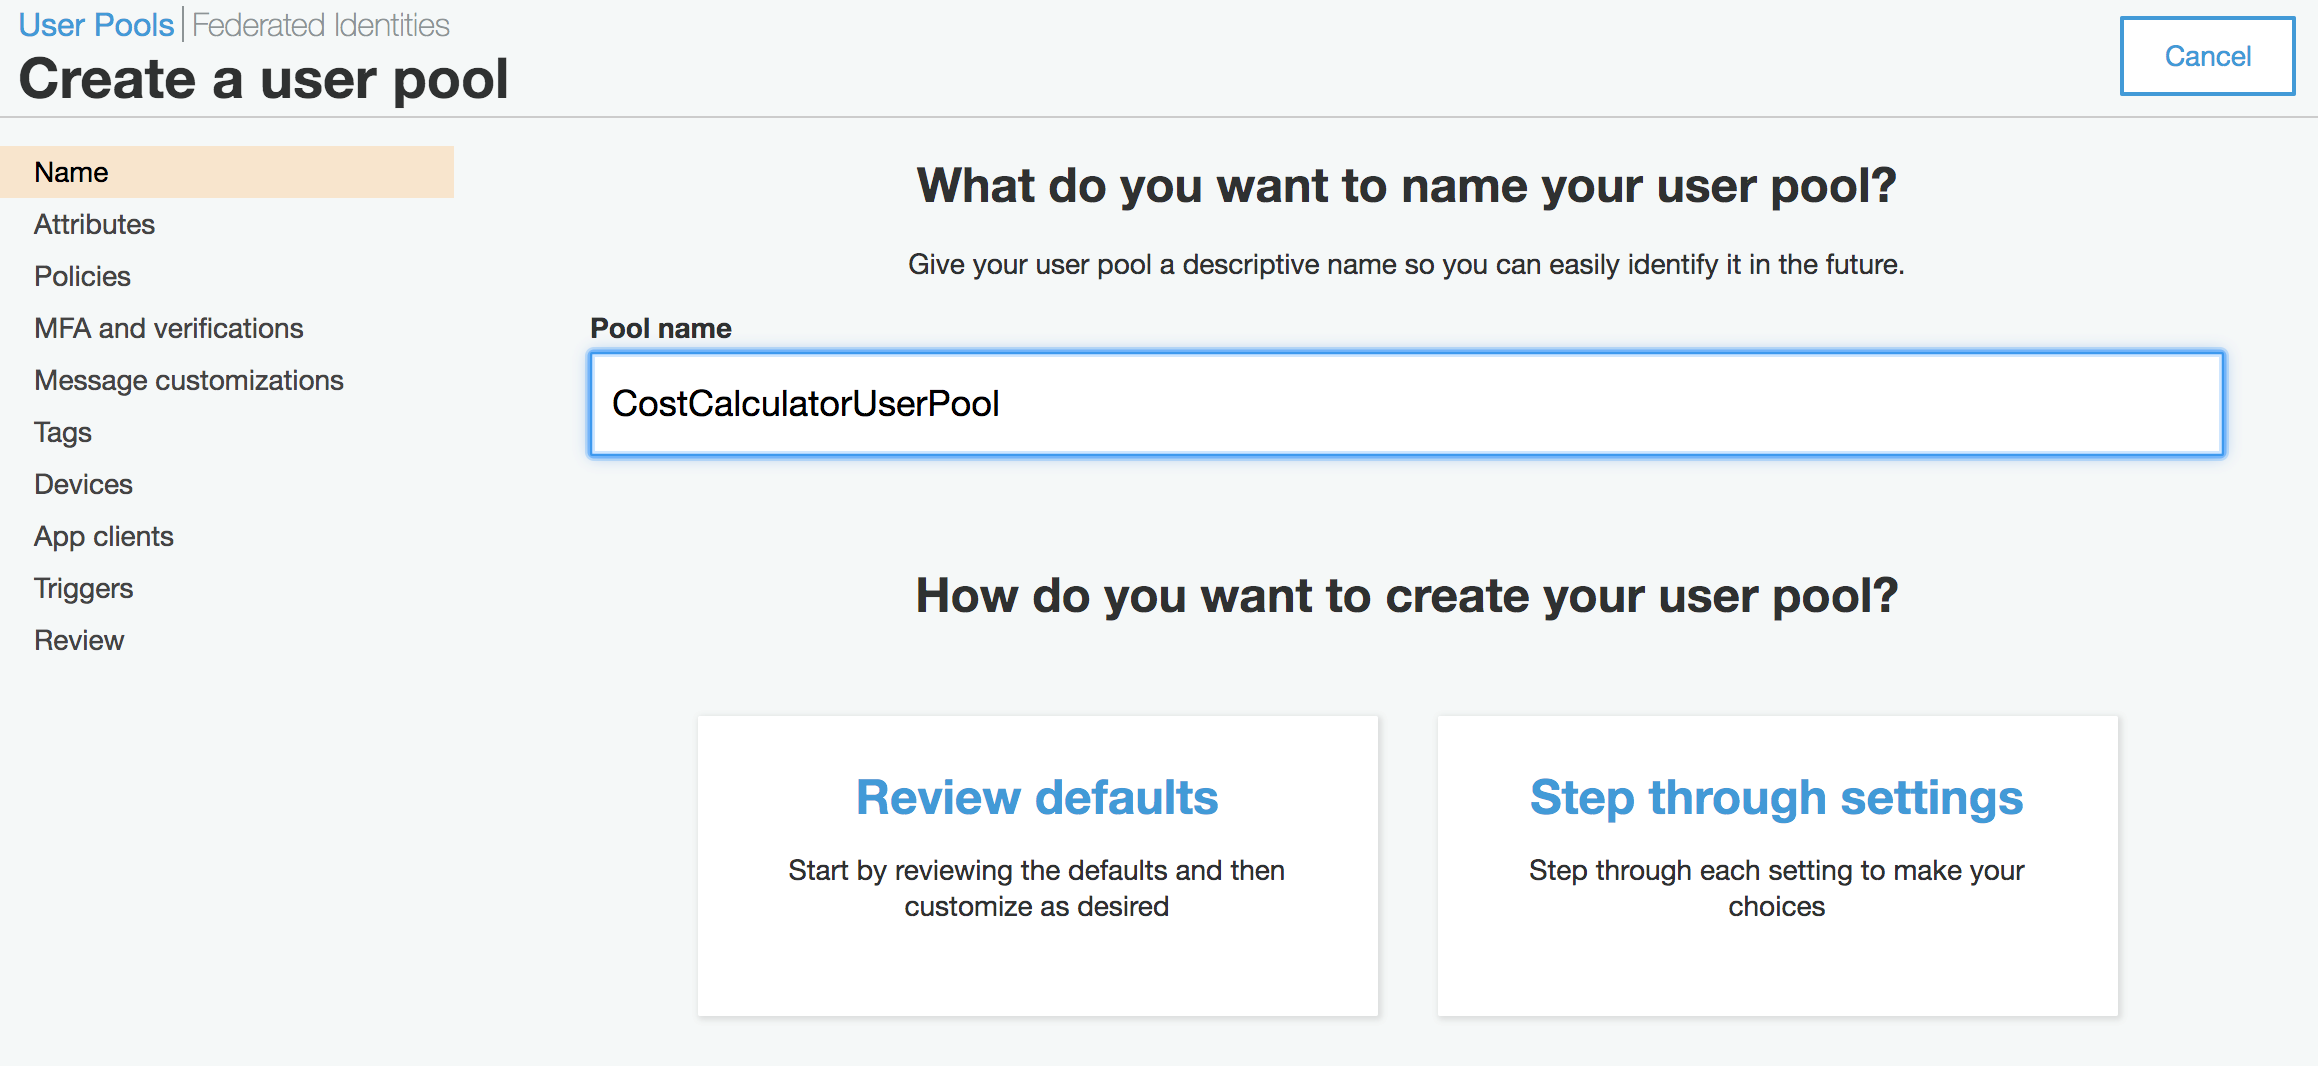 User Pools | Federated Identities
Create a user pool
Cancel
Name
Attributes
Policies
MFA and verifications
Message customizations
Tags
Devices
App clients
Triggers
Review
What do you want to name your user pool?
Give your user pool a descriptive name so you can easily identify it in the future.
Pool name
CostCalculatorUserPool
How do you want to create your user pool?
Review defaults
Start by reviewing the defaults and then
customize as desired
Step through settings
Step through each setting to make your
choices